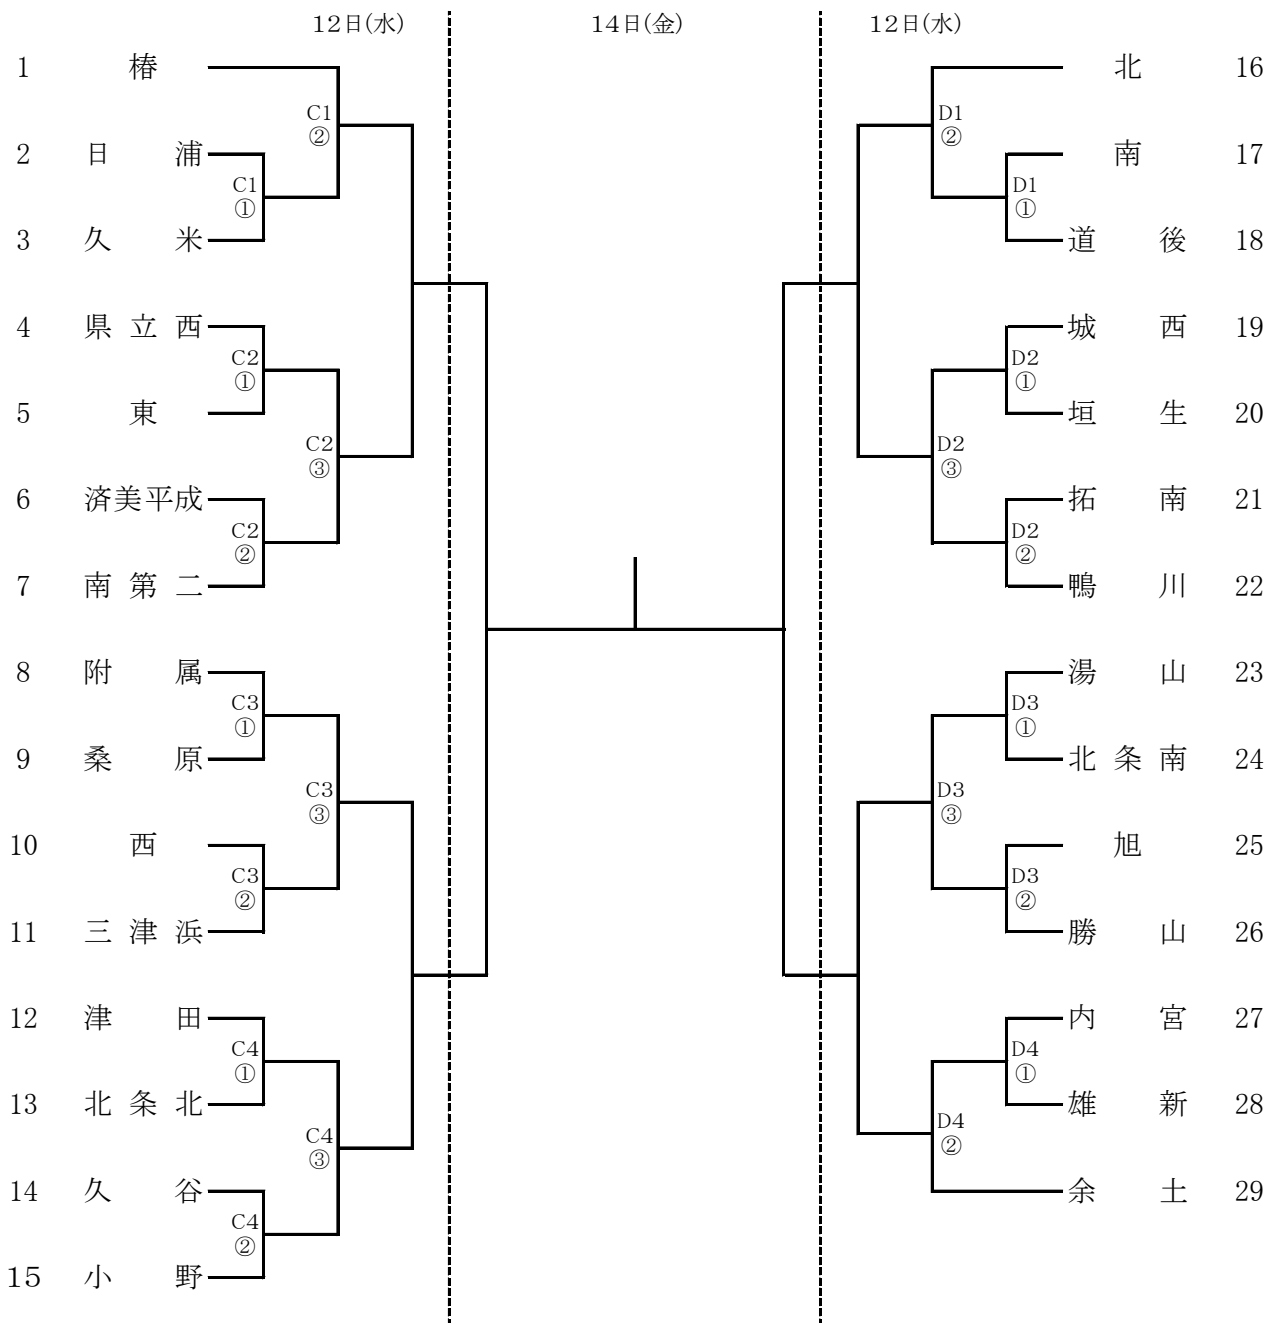 12日(水) 14日(金) 12日(水)
1 椿 北 16
C1 D1
② ②
2 日浦 南 17
C1 D1
① ①
3 久米 道後 18
4 県立西 城西 19
C2 D2
① ①
5 東 垣生 20
C2 D2
③ ③
6 済美平成 拓南 21
C2 D2
② ②
7 南第二 鴨川 22
8 附属 湯山 23
C3 D3
① ①
9 桑原 北条南 24
C3 D3
③ ③
10 西 旭 25
C3 D3
② ②
11 三津浜 勝山 26
12 津田 内宮 27
C4 D4
① ①
13 北条北 雄新 28
C4 D4
③ ②
14 久谷 余土 29
C4
②
15 小野